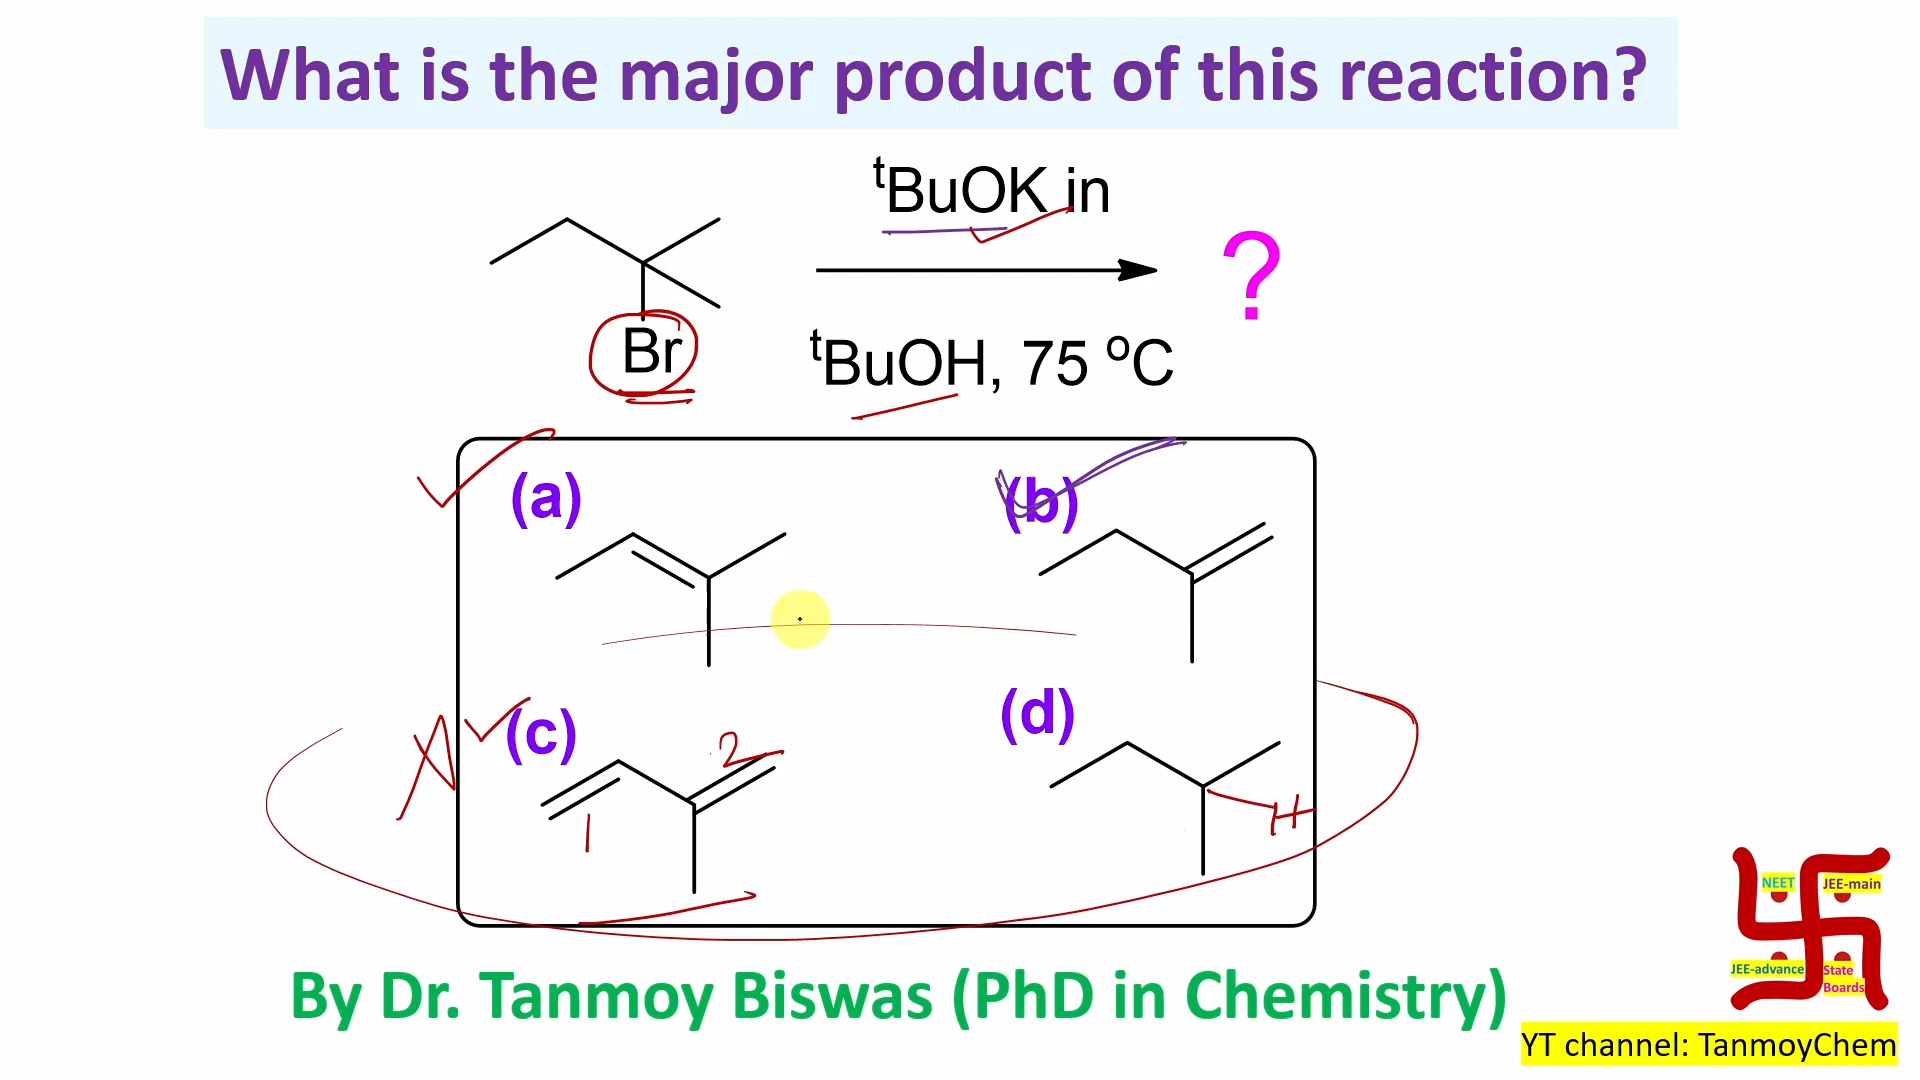 What is the major product of this reaction?
ᵗBuOK in
?
Br
ᵗBuOH, 75 ºC
(a)
(b)
(c)
2
1
(d)
H
By Dr. Tanmoy Biswas (PhD in Chemistry)
NEET
JEE-main
JEE-advance
State
Boards
YT channel: TanmoyChem